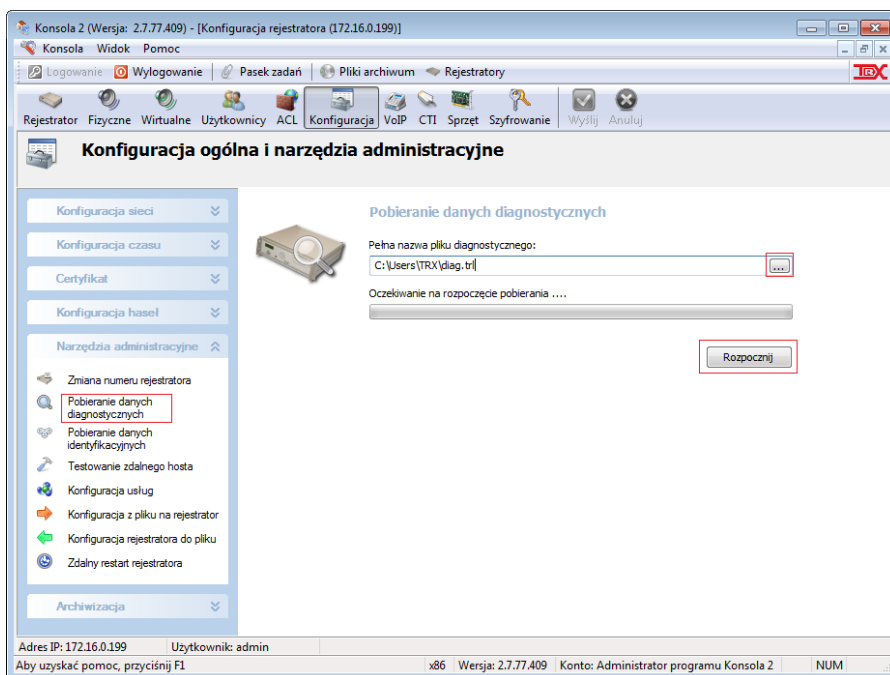 Konsola 2 (Wersja: 2.7.77.409) - [Konfiguracja rejestratora (172.16.0.199)]
Konsola Widok Pomoc
Logowanie Wylogowanie Pasek zadań Pliki archiwum Rejestratory
TRX
Rejestrator Fizyczne Wirtualne Użytkownicy ACL Konfiguracja VoIP CTI Sprzęt Szyfrowanie Wyślij Anuluj
Konfiguracja ogólna i narzędzia administracyjne
Konfiguracja sieci
Konfiguracja czasu
Certyfikat
Konfiguracja haseł
Narzędzia administracyjne
Zmiana numeru rejestratora
Pobieranie danych
diagnostycznych
Pobieranie danych
identyfikacyjnych
Testowanie zdalnego hosta
Konfiguracja usług
Konfiguracja z pliku na rejestrator
Konfiguracja rejestratora do pliku
Zdalny restart rejestratora
Archiwizacja
Pobieranie danych diagnostycznych
Pełna nazwa pliku diagnostycznego:
C:\Users\TRX\diag.trl
...
Oczekiwanie na rozpoczęcie pobierania ....
Rozpocznij
Adres IP: 172.16.0.199 Użytkownik: admin
Aby uzyskać pomoc, przyciśnij F1 x86 Wersja: 2.7.77.409 Konto: Administrator programu Konsola 2 NUM